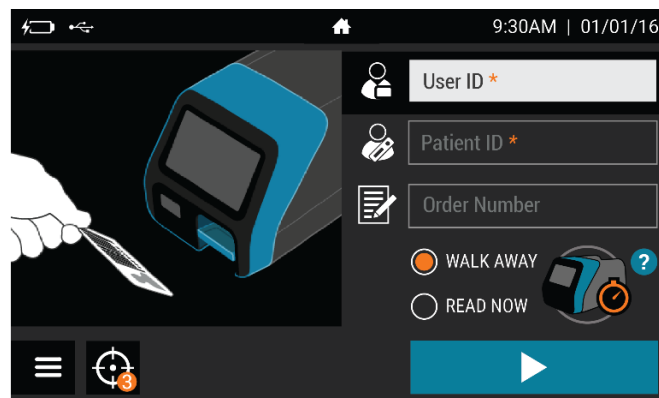 9:30AM | 01/01/16
User ID *
Patient ID *
Order Number
WALK AWAY
?
READ NOW
3